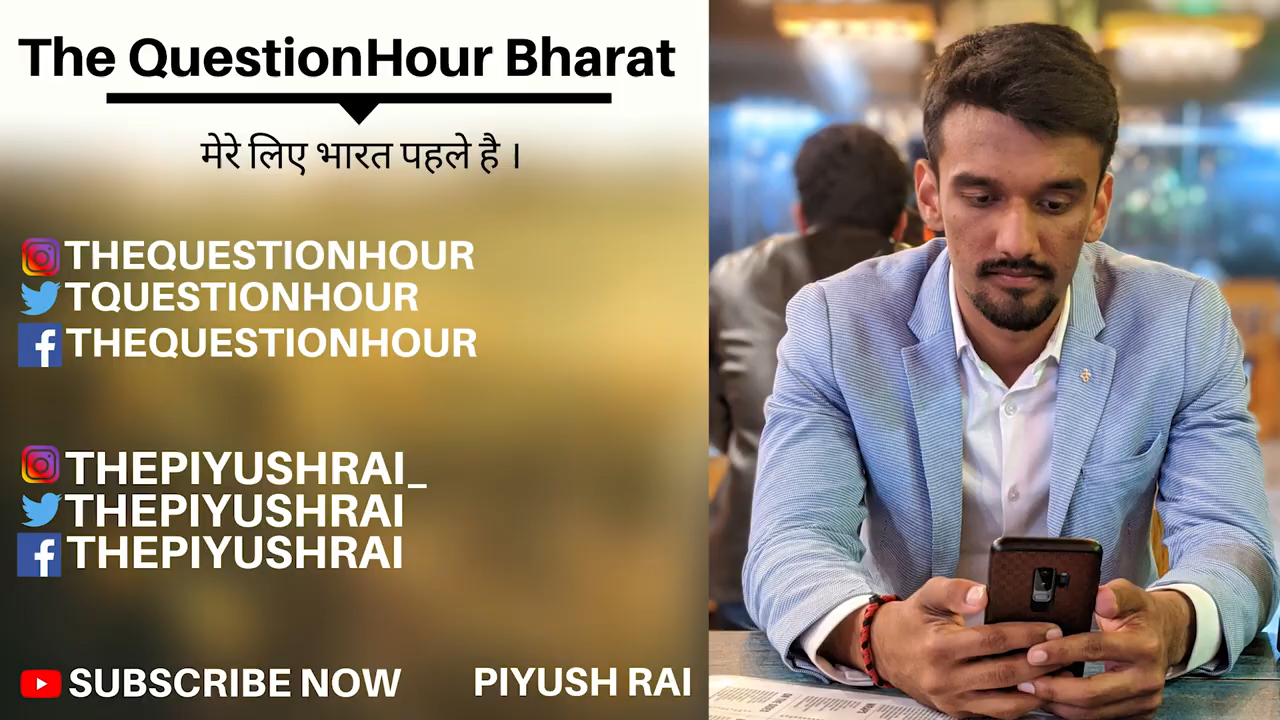 The QuestionHour Bharat
मेरे लिए भारत पहले है ।
THEQUESTIONHOUR
TQUESTIONHOUR
THEQUESTIONHOUR
THEPIYUSHRAI_
THEPIYUSHRAI
THEPIYUSHRAI
SUBSCRIBE NOW
PIYUSH RAI